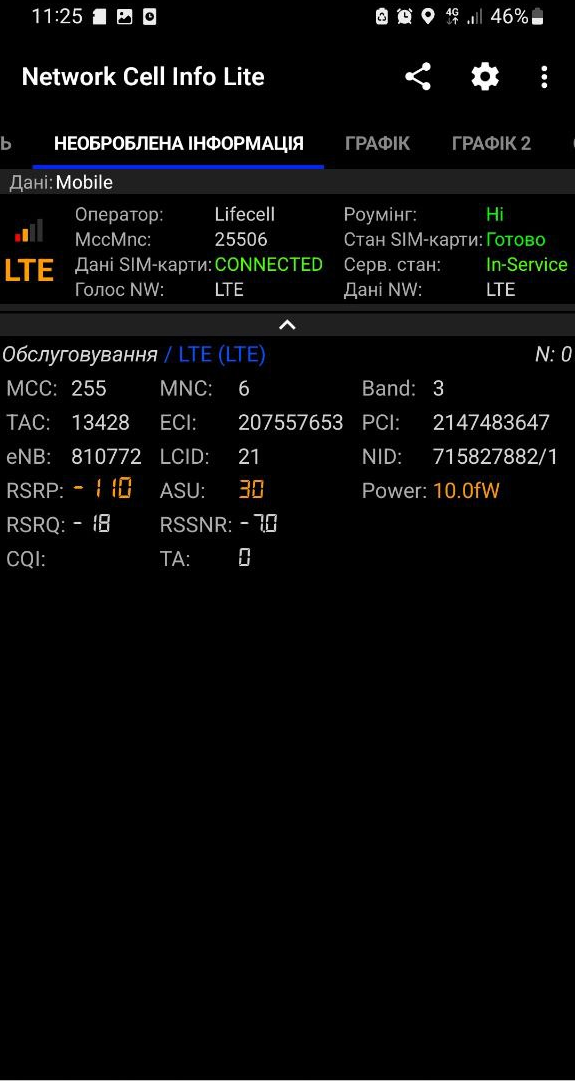 11:25 4G 46%
Network Cell Info Lite
Ь НЕОБРОБЛЕНА ІНФОРМАЦІЯ ГРАФІК ГРАФІК 2
Дані: Mobile
Оператор: Lifecell Роумінг: Ні
MccMnc: 25506 Стан SIM-карти: Готово
LTE Дані SIM-карти: CONNECTED Серв. стан: In-Service
Голос NW: LTE Дані NW: LTE
Обслуговування / LTE (LTE) N: 0
MCC: 255 MNC: 6 Band: 3
TAC: 13428 ECI: 207557653 PCI: 2147483647
eNB: 810772 LCID: 21 NID: 715827882/1
RSRP: -110 ASU: 30 Power: 10.0fW
RSRQ: -18 RSSNR: -7.0
CQI: TA: 0